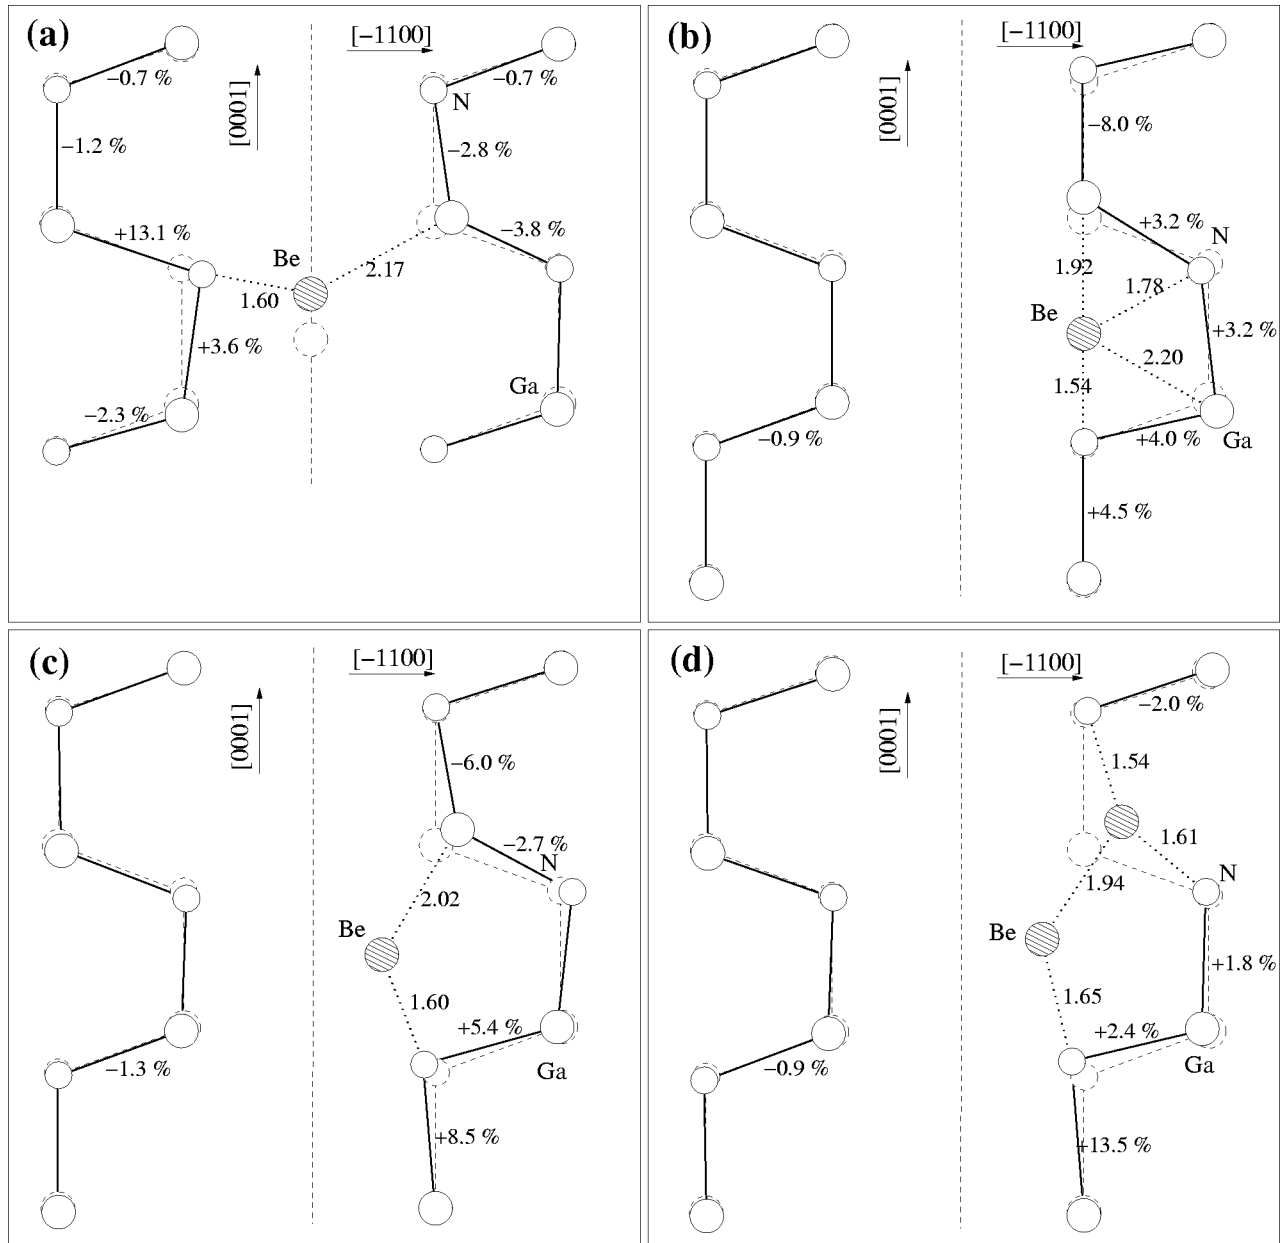 (a)
[−1100]
−0.7 %
−0.7 %
[0001]
N
−1.2 %
−2.8 %
+13.1 %
−3.8 %
Be
2.17
1.60
+3.6 %
Ga
−2.3 %
(b)
[−1100]
[0001]
−8.0 %
+3.2 %
N
1.92
1.78
Be
+3.2 %
2.20
1.54
−0.9 %
+4.0 %
Ga
+4.5 %
(c)
[−1100]
[0001]
−6.0 %
−2.7 %
N
2.02
Be
1.60
+5.4 %
−1.3 %
Ga
+8.5 %
(d)
[−1100]
−2.0 %
[0001]
1.54
1.61
N
1.94
Be
+1.8 %
1.65
+2.4 %
−0.9 %
Ga
+13.5 %